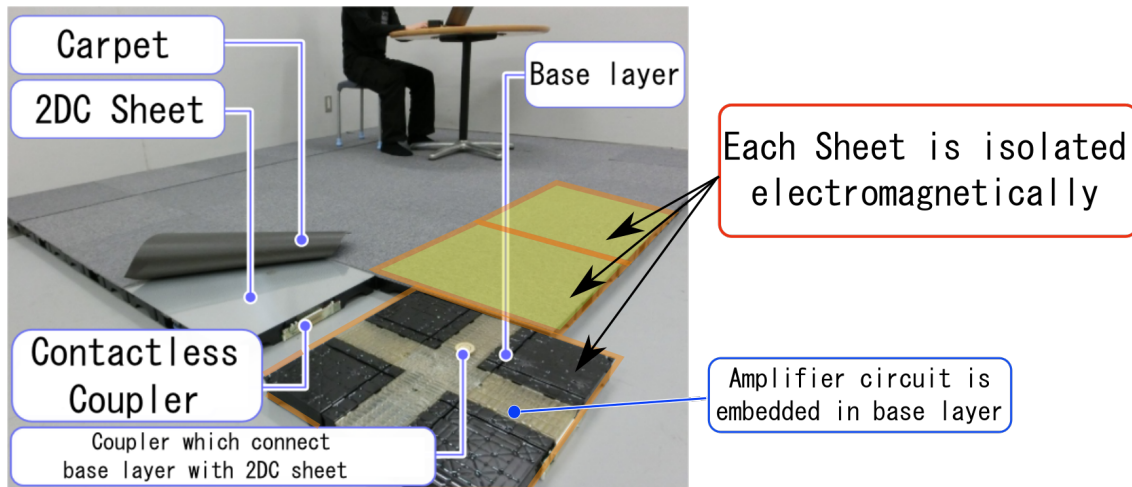 Carpet
2DC Sheet
Base layer
Each Sheet is isolated
electromagnetically
Contactless
Coupler
Amplifier circuit is
embedded in base layer
Coupler which connect
base layer with 2DC sheet